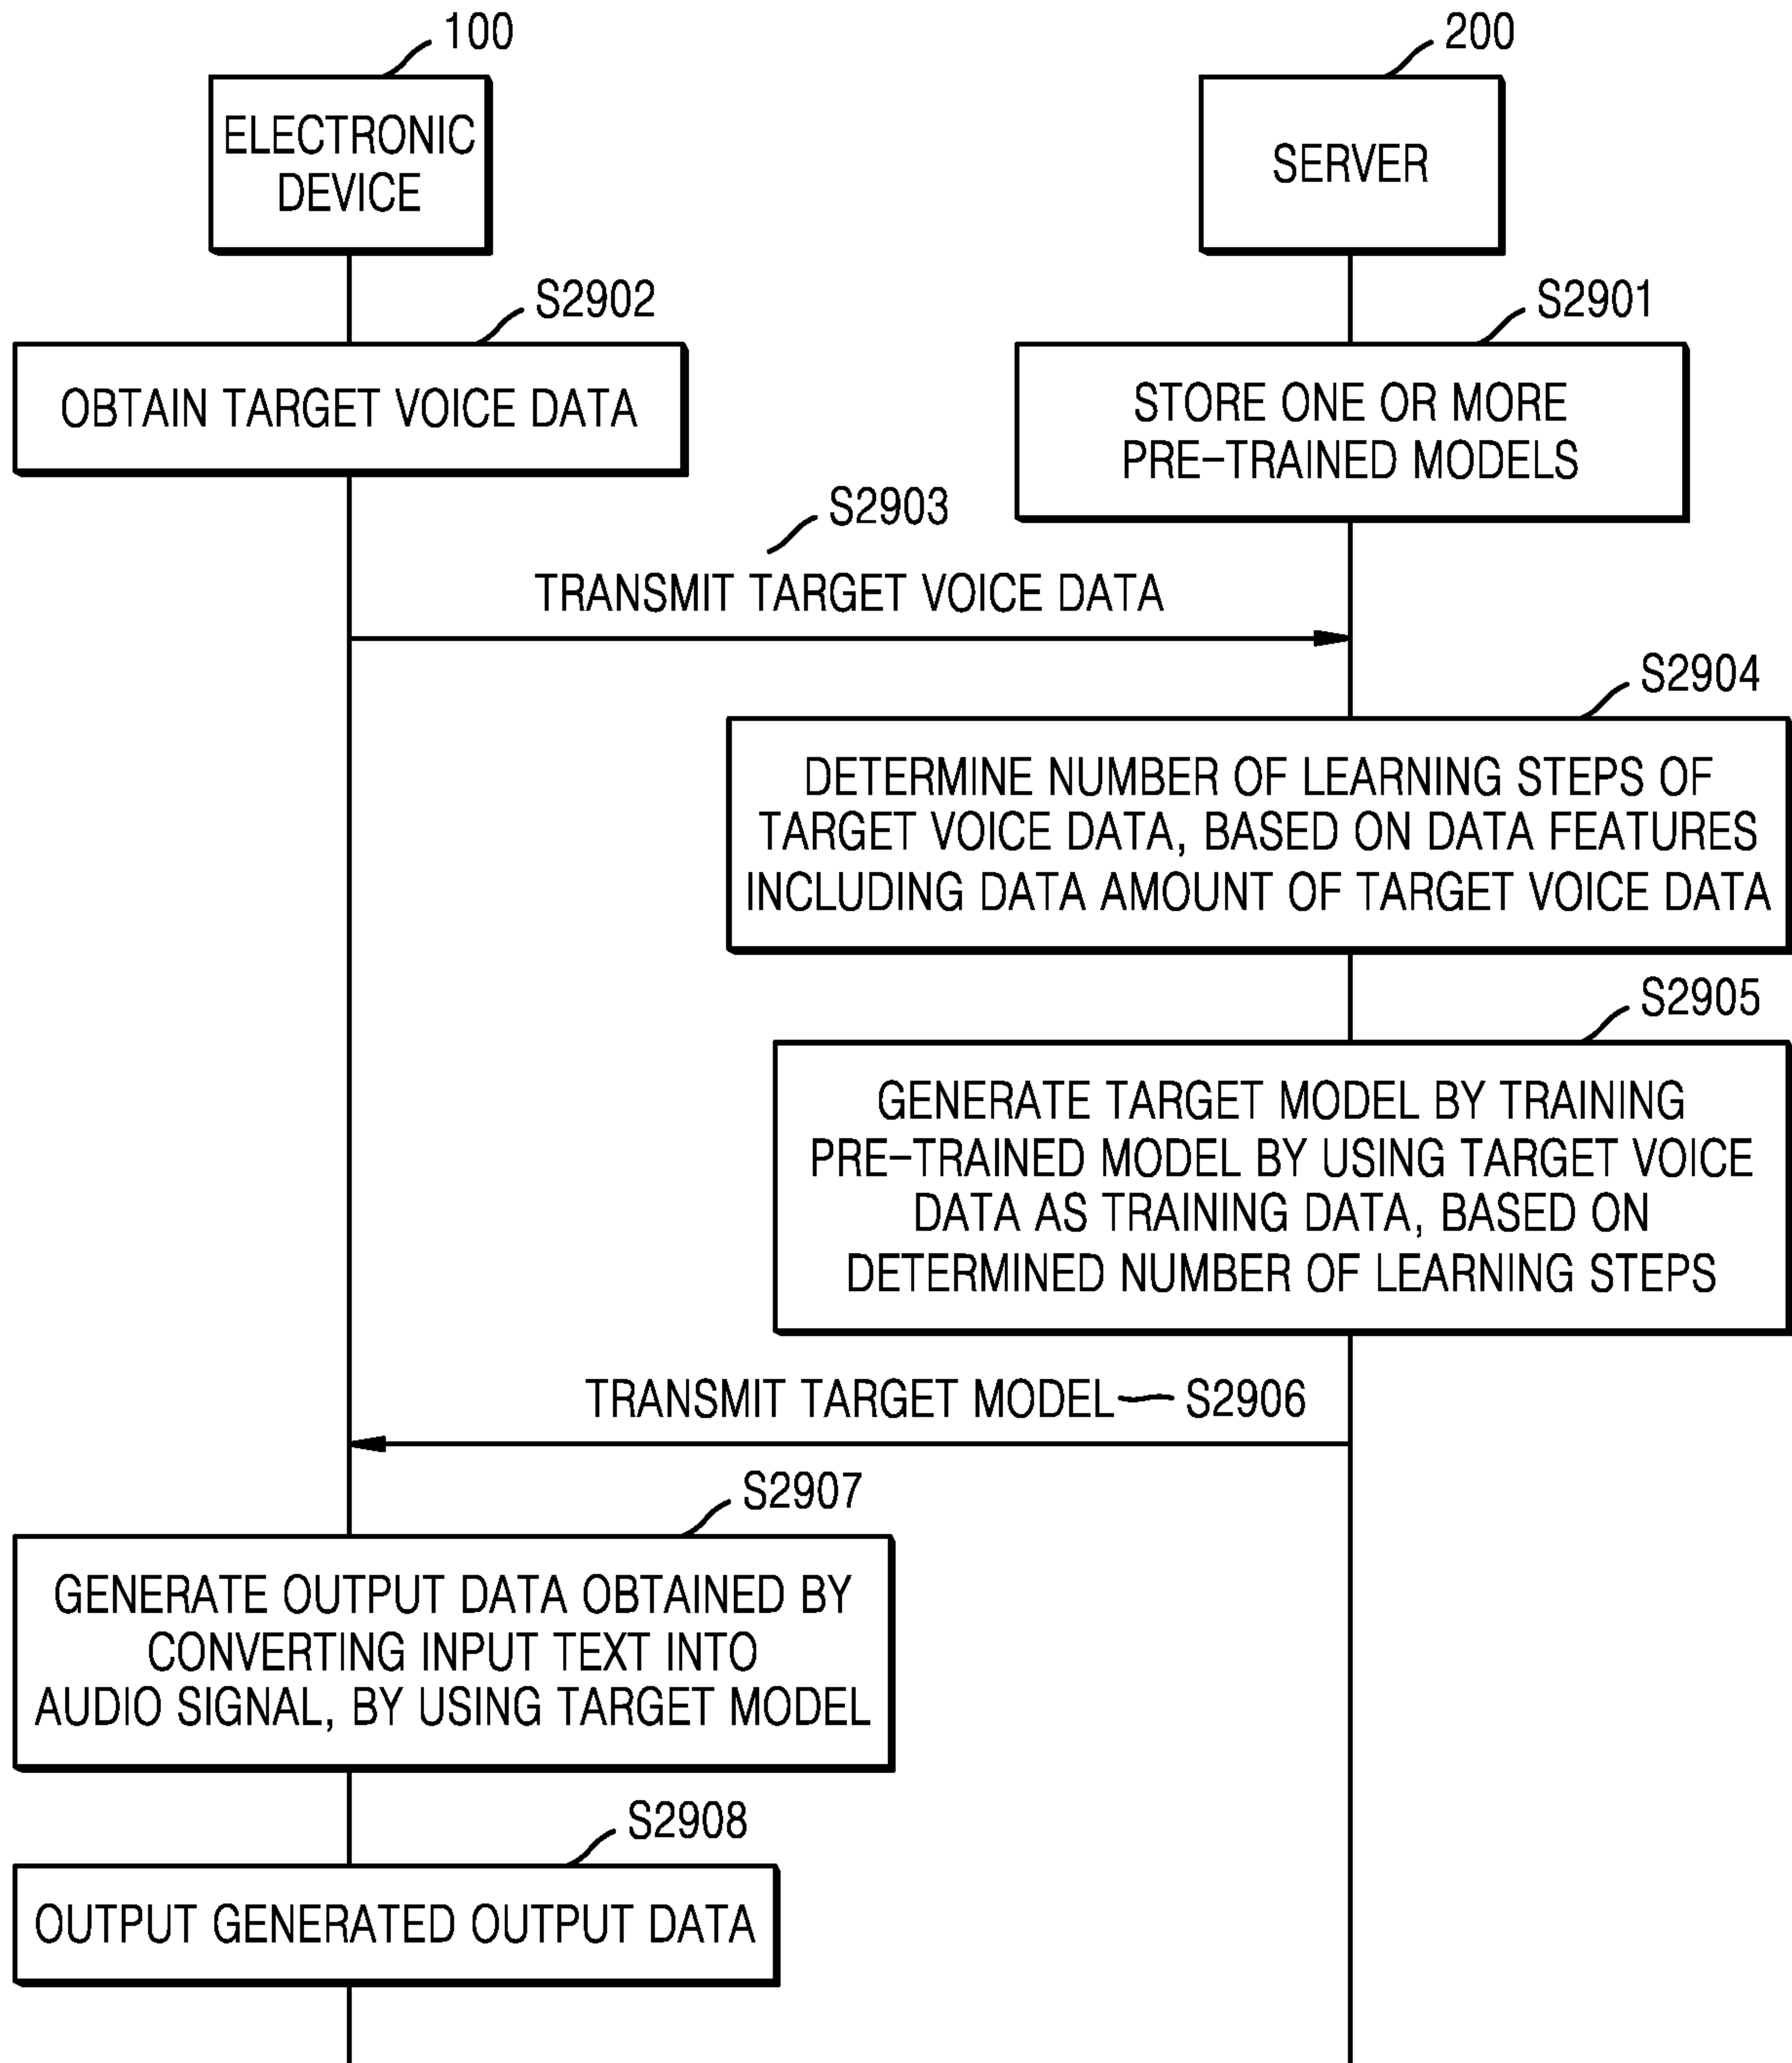 100
200
ELECTRONIC
DEVICE
SERVER
S2902
S2901
OBTAIN TARGET VOICE DATA
STORE ONE OR MORE
PRE-TRAINED MODELS
S2903
TRANSMIT TARGET VOICE DATA
S2904
DETERMINE NUMBER OF LEARNING STEPS OF
TARGET VOICE DATA, BASED ON DATA FEATURES
INCLUDING DATA AMOUNT OF TARGET VOICE DATA
S2905
GENERATE TARGET MODEL BY TRAINING
PRE-TRAINED MODEL BY USING TARGET VOICE
DATA AS TRAINING DATA, BASED ON
DETERMINED NUMBER OF LEARNING STEPS
TRANSMIT TARGET MODEL S2906
S2907
GENERATE OUTPUT DATA OBTAINED BY
CONVERTING INPUT TEXT INTO
AUDIO SIGNAL, BY USING TARGET MODEL
S2908
OUTPUT GENERATED OUTPUT DATA